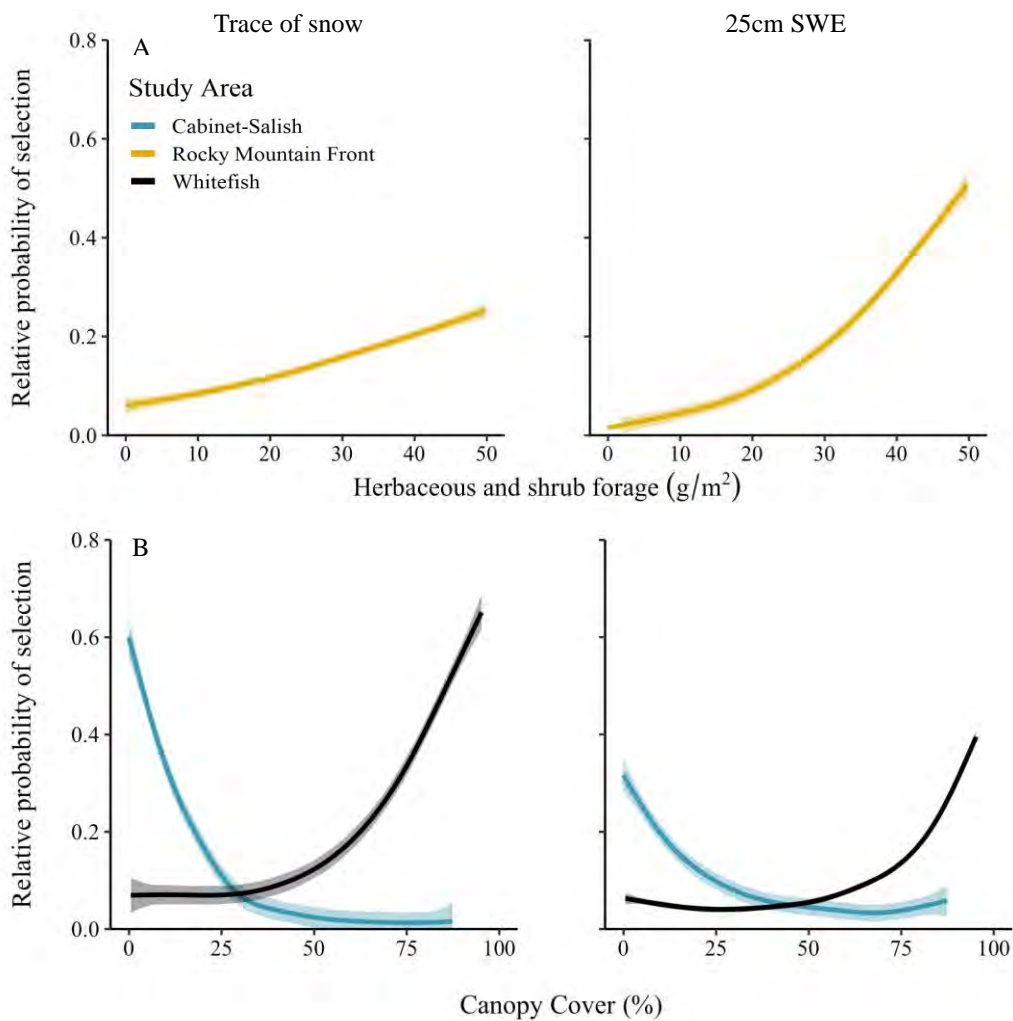 Trace of snow
25cm SWE
A
Study Area
Cabinet-Salish
Rocky Mountain Front
Whitefish
Relative probability of selection
0.8
0.6
0.4
0.2
0.0
0 10 20 30 40 50
0 10 20 30 40 50
Herbaceous and shrub forage (g/m²)
B
Relative probability of selection
0.8
0.6
0.4
0.2
0.0
0 25 50 75 100
0 25 50 75 100
Canopy Cover (%)